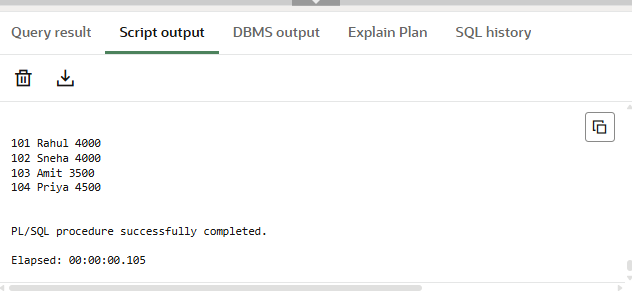 Query result Script output DBMS output Explain Plan SQL history
101 Rahul 4000
102 Sneha 4000
103 Amit 3500
104 Priya 4500
PL/SQL procedure successfully completed.
Elapsed: 00:00:00.105